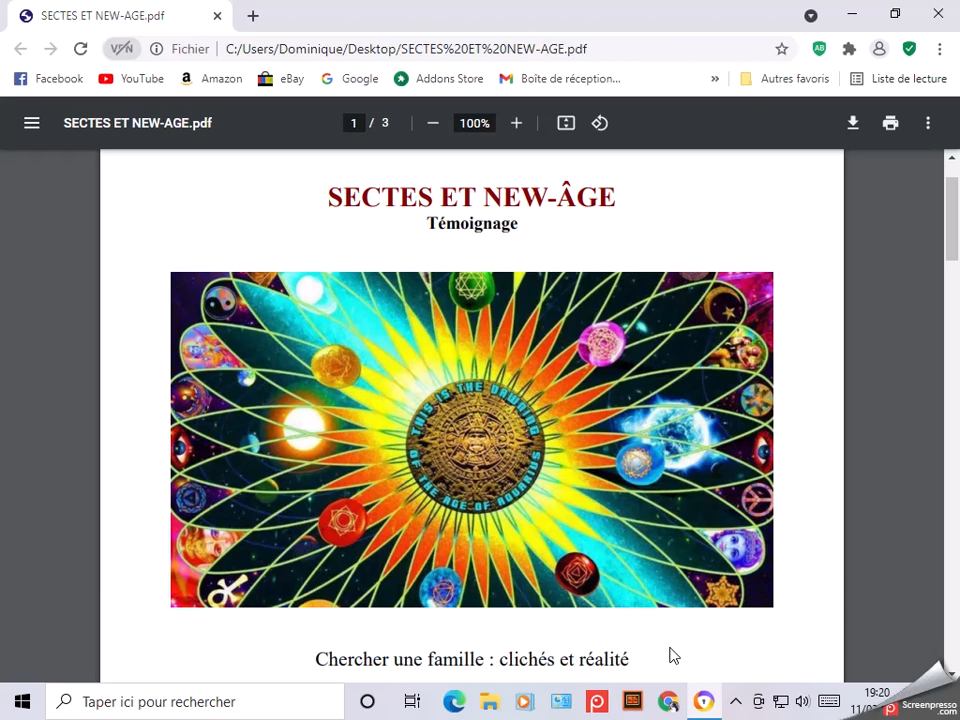 SECTES ET NEW-AGE.pdf
VPN
Fichier
C:/Users/Dominique/Desktop/SECTES%20ET%20NEW-AGE.pdf
Facebook
YouTube
Amazon
eBay
Google
Addons Store
Boîte de réception...
»
Autres favoris
Liste de lecture
SECTES ET NEW-AGE.pdf
1 / 3
100%
SECTES ET NEW-ÂGE
Témoignage
THIS IS THE DAWNING
OF THE AGE OF AQUARIUS
Chercher une famille : clichés et réalité
Taper ici pour rechercher
19:20
Screenpresso
.com